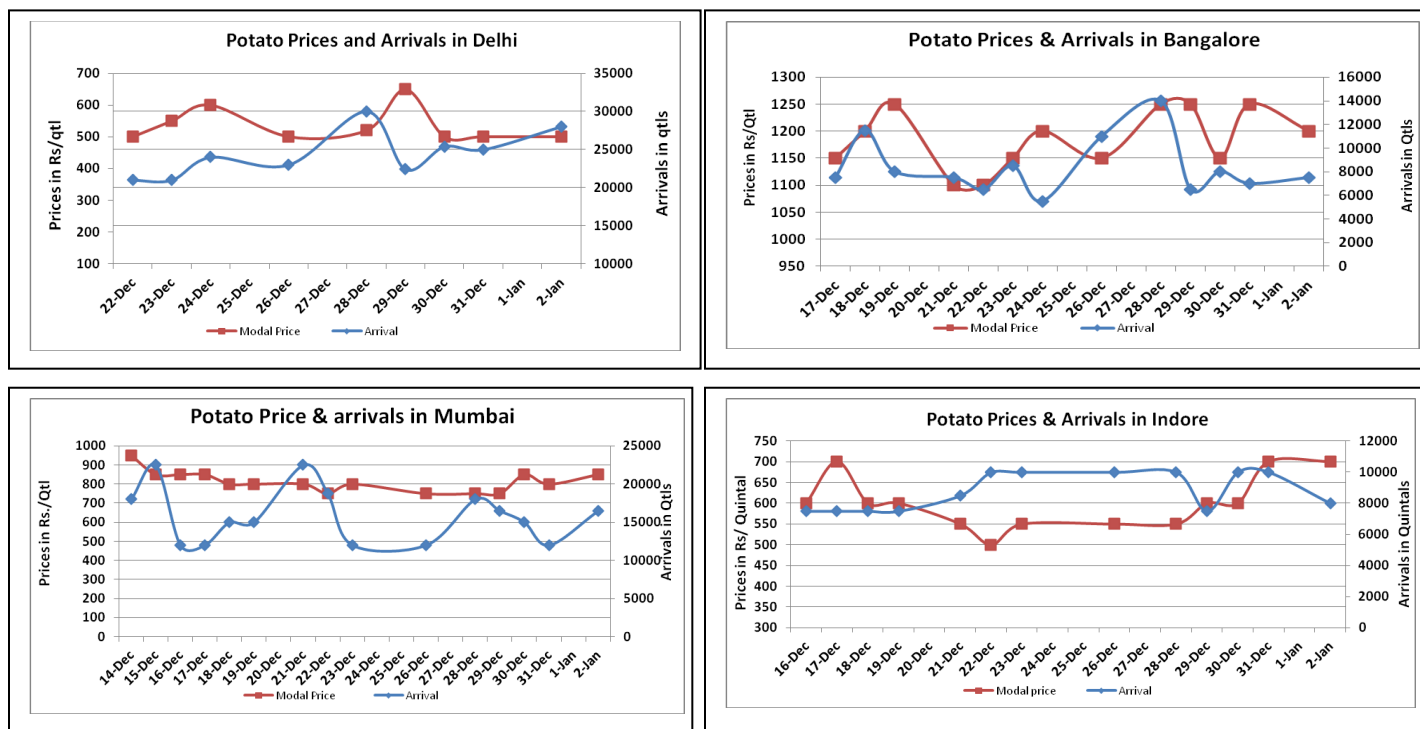 Potato Prices and Arrivals in Delhi
Prices in Rs/qtl
700
600
500
400
300
200
100
35000
30000
25000
20000
15000
10000
Arrivals in qtls
22-Dec
23-Dec
24-Dec
25-Dec
26-Dec
27-Dec
28-Dec
29-Dec
30-Dec
31-Dec
1-Jan
2-Jan
Modal Price
Arrival
Potato Prices & Arrivals in Bangalore
Prices in Rs/Qtl
1300
1250
1200
1150
1100
1050
1000
950
16000
14000
12000
10000
8000
6000
4000
2000
0
Arrivals in Qtls
17-Dec
18-Dec
19-Dec
20-Dec
21-Dec
22-Dec
23-Dec
24-Dec
25-Dec
26-Dec
27-Dec
28-Dec
29-Dec
30-Dec
31-Dec
1-Jan
2-Jan
Modal Price
Arrival
Potato Price & arrivals in Mumbai
Prices in Rs./Qtl
1000
900
800
700
600
500
400
300
200
100
0
25000
20000
15000
10000
5000
0
Arrivals in Qtls
14-Dec
15-Dec
16-Dec
17-Dec
18-Dec
19-Dec
20-Dec
21-Dec
22-Dec
23-Dec
24-Dec
25-Dec
26-Dec
27-Dec
28-Dec
29-Dec
30-Dec
31-Dec
1-Jan
2-Jan
Modal Price
Arrival
Potato Prices & Arrivals in Indore
Prices in Rs/ Quintal
750
700
650
600
550
500
450
400
350
300
12000
10000
8000
6000
4000
2000
0
Arrivals in Quintals
16-Dec
17-Dec
18-Dec
19-Dec
20-Dec
21-Dec
22-Dec
23-Dec
24-Dec
25-Dec
26-Dec
27-Dec
28-Dec
29-Dec
30-Dec
31-Dec
1-Jan
2-Jan
Modal price
Arrival